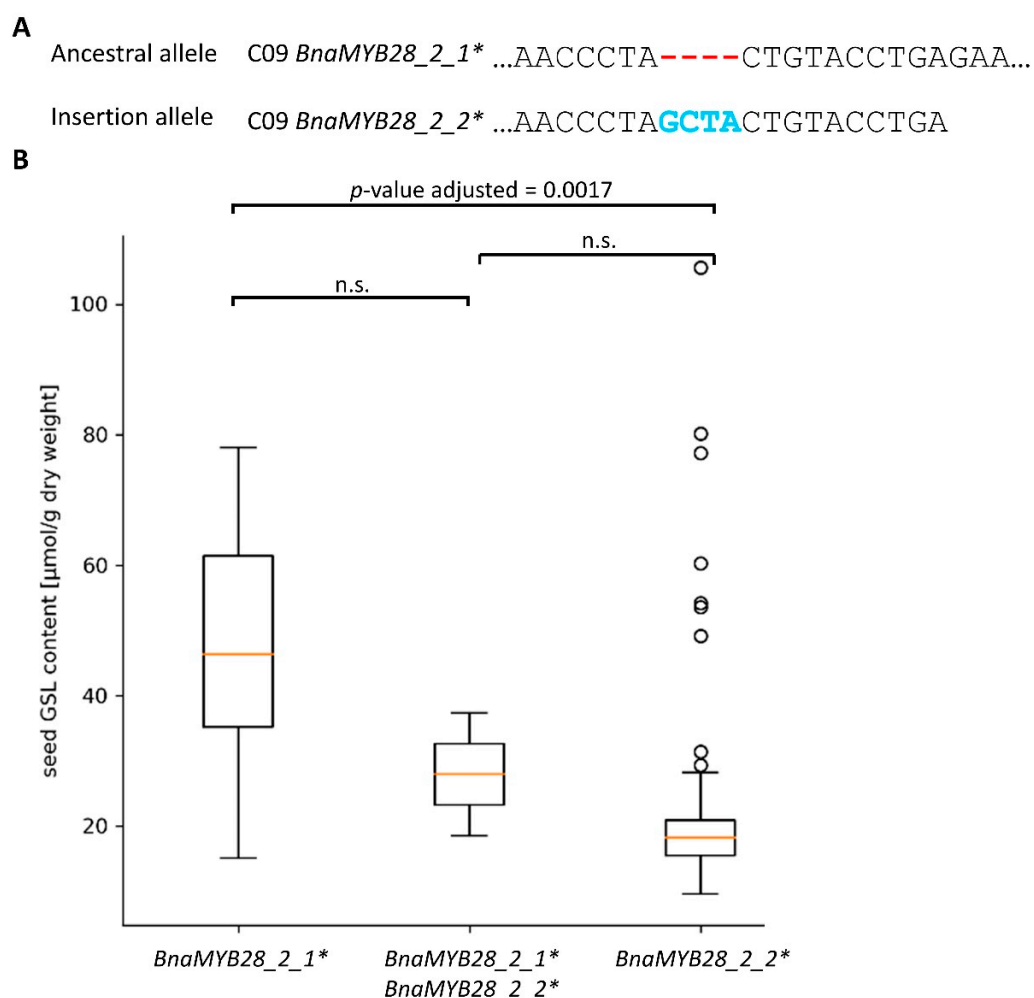 A
Ancestral allele C09 BnaMYB28_2_1* ...AACCCTA----CTGTACCTGAGAA...
Insertion allele C09 BnaMYB28_2_2* ...AACCCTAGCTACTGTACCTGA
B
p-value adjusted = 0.0017
n.s.
n.s.
100
80
60
40
20
seed GSL content [µmol/g dry weight]
BnaMYB28_2_1*
BnaMYB28_2_1*
BnaMYB28_2_2*
BnaMYB28_2_2*